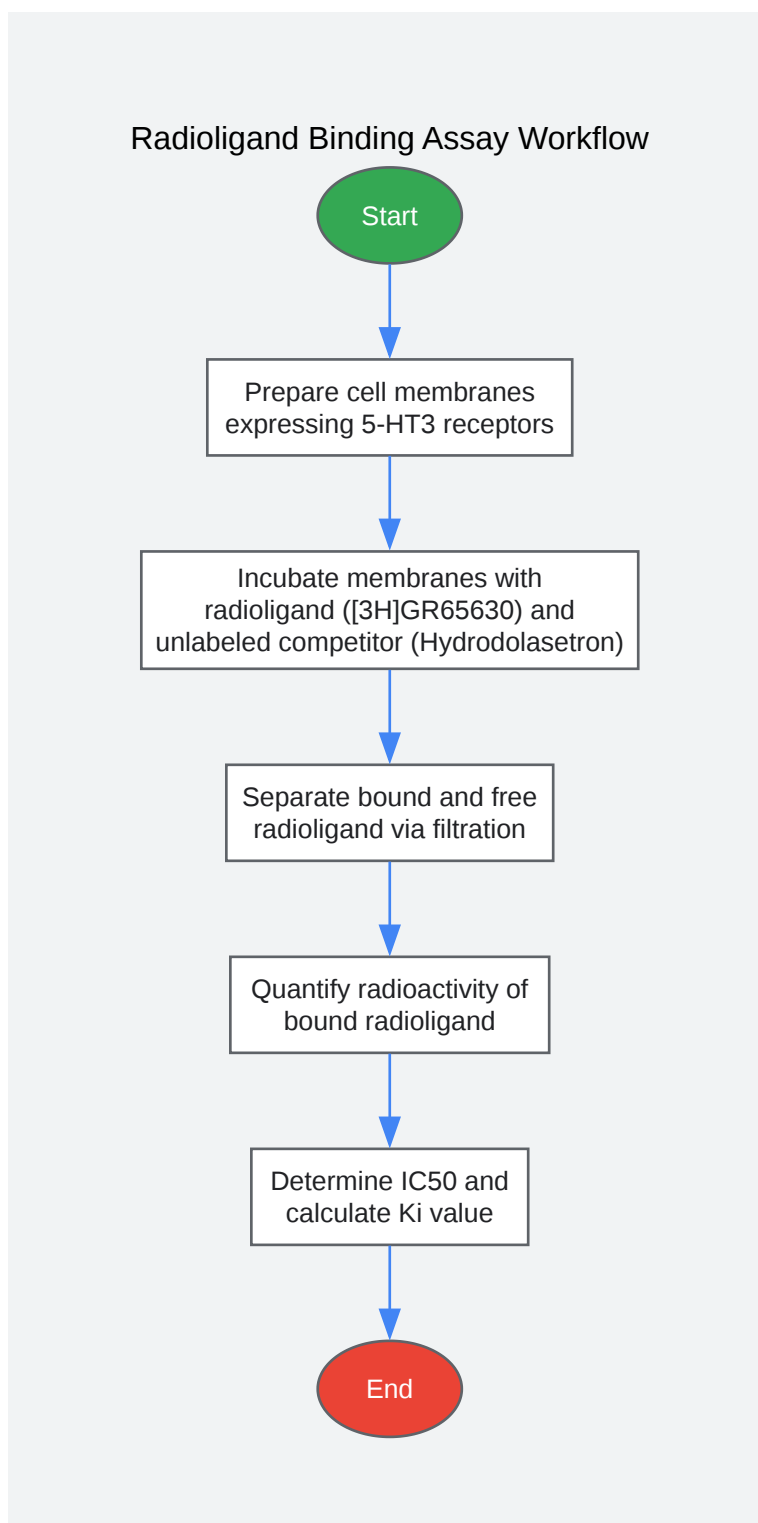 Radioligand Binding Assay Workflow
Start
Prepare cell membranes
expressing 5-HT3 receptors
Incubate membranes with
radioligand ([3H]GR65630) and
unlabeled competitor (Hydrodolasetron)
Separate bound and free
radioligand via filtration
Quantify radioactivity of
bound radioligand
Determine IC50 and
calculate Ki value
End